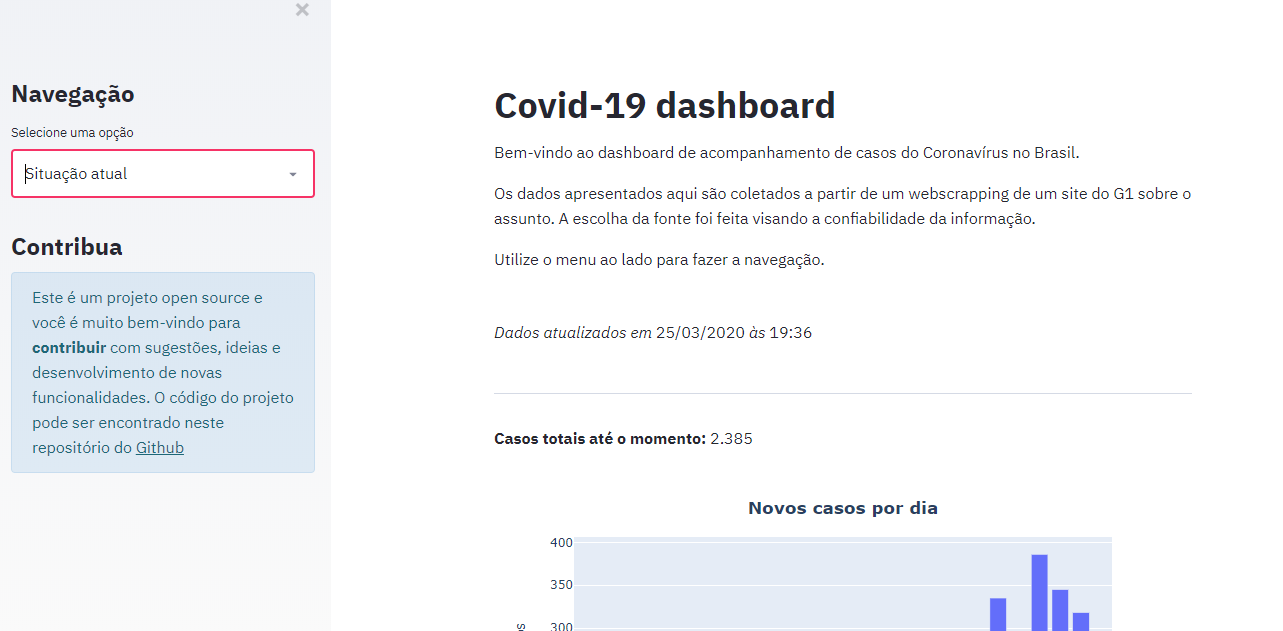 ×
Navegação
Selecione uma opção
Situação atual
Contribua
Este é um projeto open source e
você é muito bem-vindo para
contribuir com sugestões, ideias e
desenvolvimento de novas
funcionalidades. O código do projeto
pode ser encontrado neste
repositório do Github
Covid-19 dashboard
Bem-vindo ao dashboard de acompanhamento de casos do Coronavírus no Brasil.
Os dados apresentados aqui são coletados a partir de um webscrapping de um site do G1 sobre o
assunto. A escolha da fonte foi feita visando a confiabilidade da informação.
Utilize o menu ao lado para fazer a navegação.
Dados atualizados em 25/03/2020 às 19:36
Casos totais até o momento: 2.385
Novos casos por dia
400
350
300